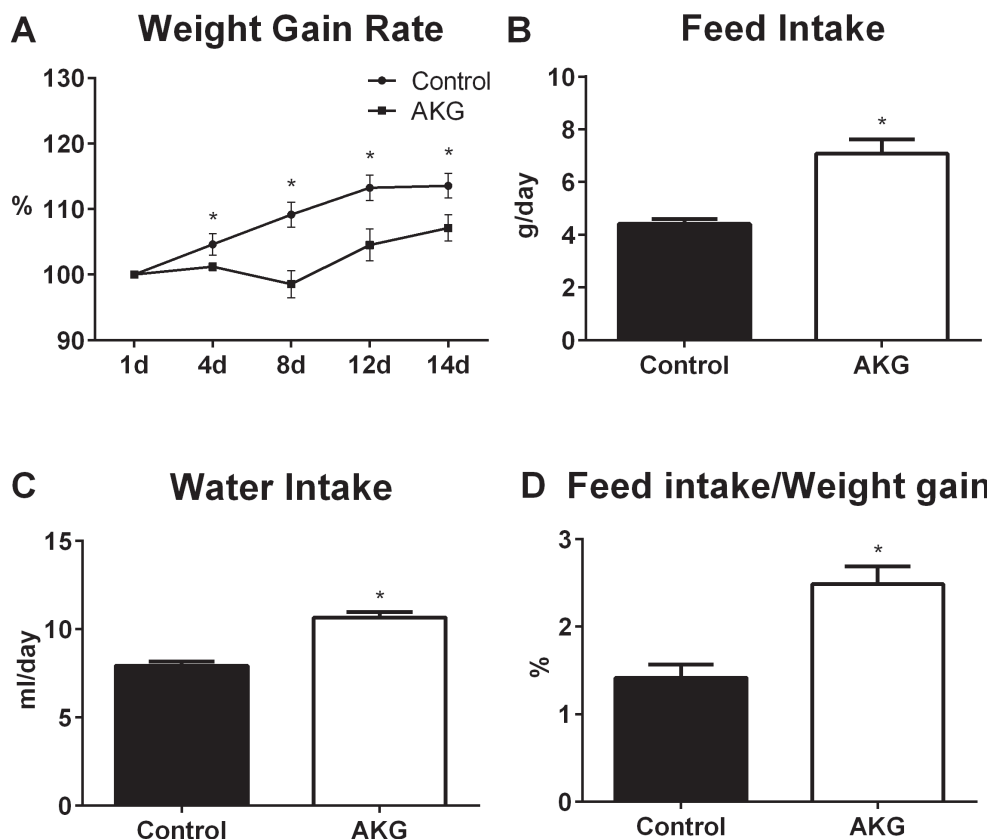 A Weight Gain Rate
130
120
110
100
90
%
Control
AKG
*
*
*
*
1d 4d 8d 12d 14d
B Feed Intake
10
8
6
4
2
0
g/day
*
Control AKG
C Water Intake
15
10
5
0
ml/day
*
Control AKG
D Feed intake/Weight gain
3
2
1
0
%
*
Control AKG